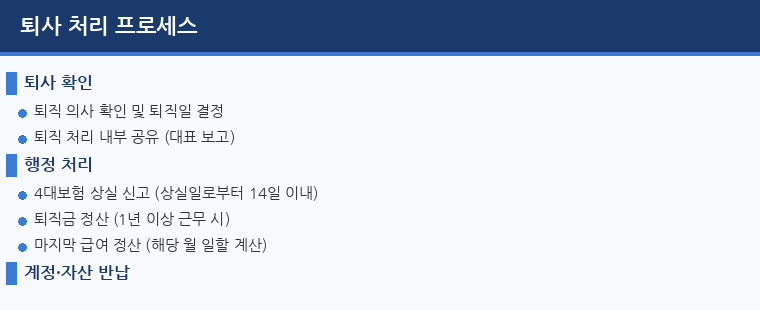 퇴사 처리 프로세스
퇴사 확인
퇴직 의사 확인 및 퇴직일 결정
퇴직 처리 내부 공유 (대표 보고)
행정 처리
4대보험 상실 신고 (상실일로부터 14일 이내)
퇴직금 정산 (1년 이상 근무 시)
마지막 급여 정산 (해당 월 일할 계산)
계정·자산 반납